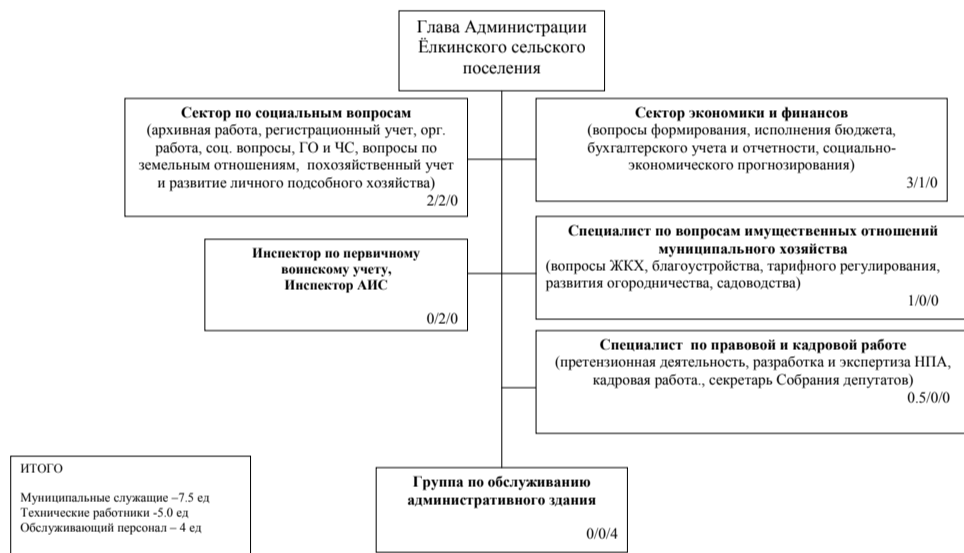 Глава Администрации
Ёлкинского сельского
поселения
Сектор по социальным вопросам
(архивная работа, регистрационный учет, орг.
работа, соц. вопросы, ГО и ЧС, вопросы по
земельным отношениям, похозяйственный учет
и развитие личного подсобного хозяйства)
2/2/0
Сектор экономики и финансов
(вопросы формирования, исполнения бюджета,
бухгалтерского учета и отчетности, социально-
экономического прогнозирования)
3/1/0
Инспектор по первичному
воинскому учету,
Инспектор АИС
0/2/0
Специалист по вопросам имущественных отношений
муниципального хозяйства
(вопросы ЖКХ, благоустройства, тарифного регулирования,
развития огородничества, садоводства)
1/0/0
Специалист по правовой и кадровой работе
(претензионная деятельность, разработка и экспертиза НПА,
кадровая работа., секретарь Собрания депутатов)
0.5/0/0
ИТОГО
Муниципальные служащие –7.5 ед
Технические работники -5.0 ед
Обслуживающий персонал – 4 ед
Группа по обслуживанию
административного здания
0/0/4